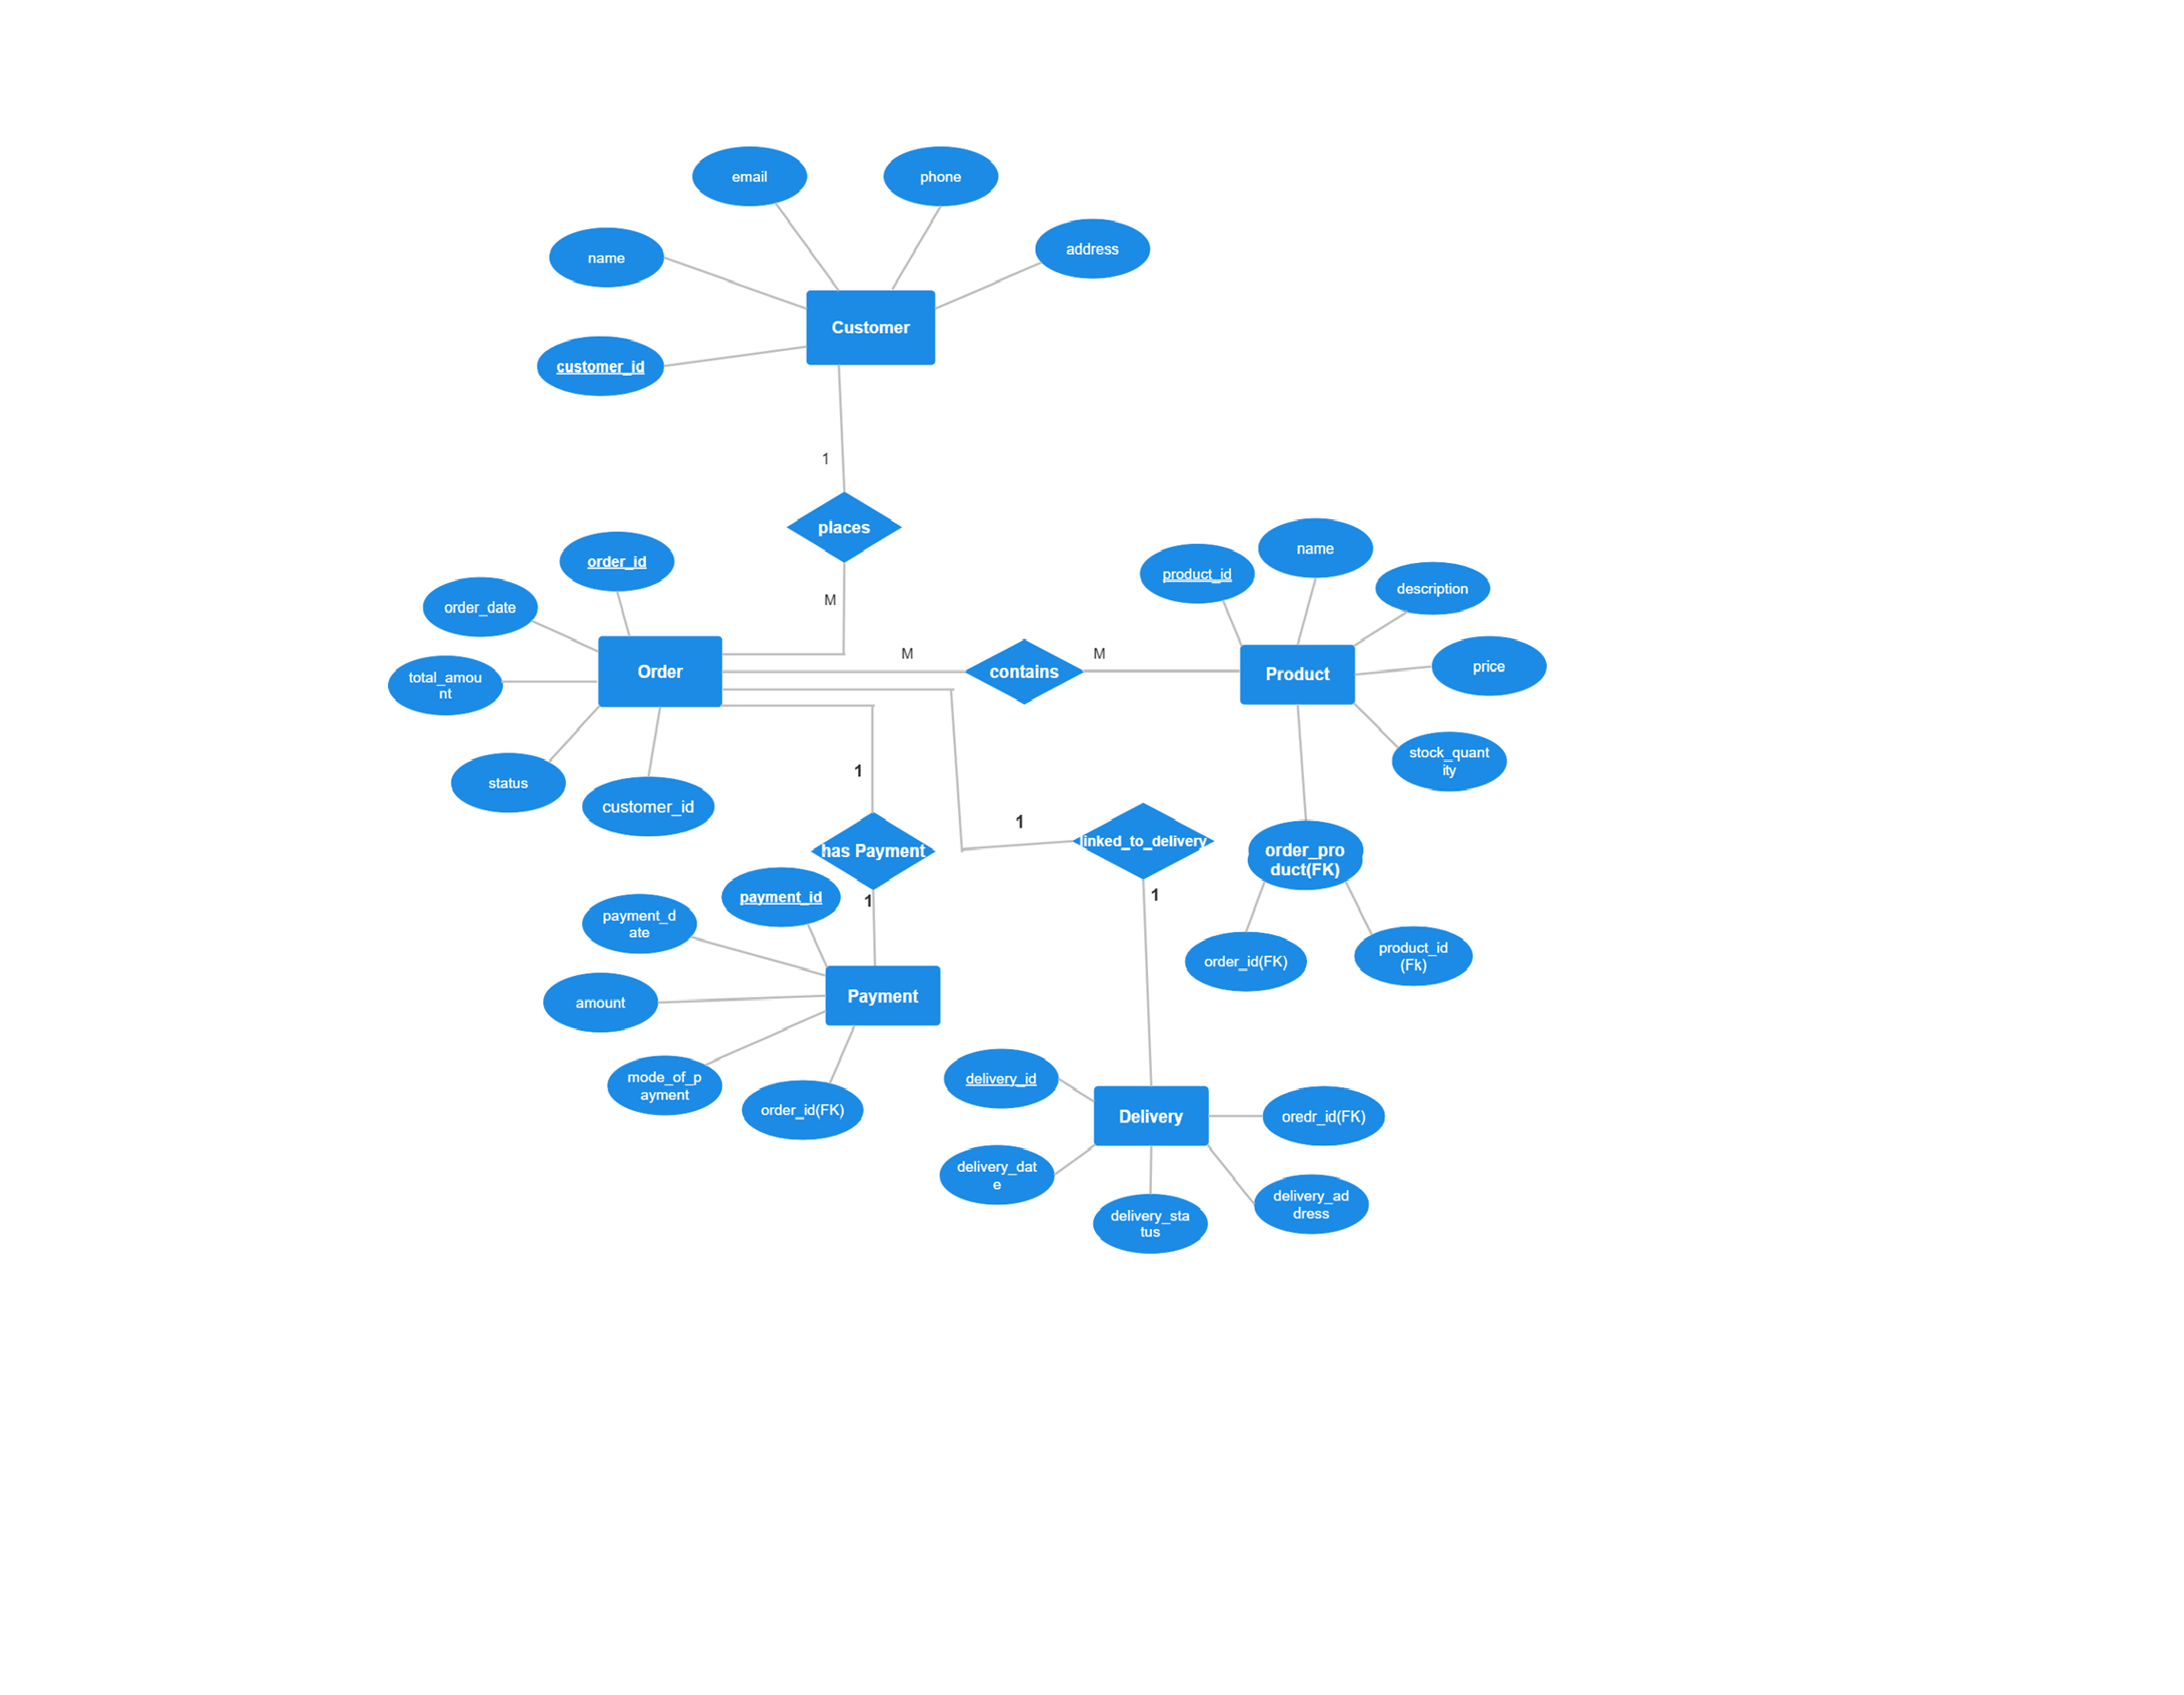 email
phone
address
name
Customer
customer_id
1
places
order_id
order_date
M
name
product_id
description
M
M
Order
contains
Product
price
total_amou
nt
stock_quant
ity
status
customer_id
1
1
has Payment
linked_to_delivery
order_pro
duct(FK)
payment_id
1
1
payment_d
ate
order_id(FK)
product_id
(Fk)
amount
Payment
mode_of_p
ayment
order_id(FK)
delivery_id
Delivery
oredr_id(FK)
delivery_dat
e
delivery_sta
tus
delivery_ad
dress